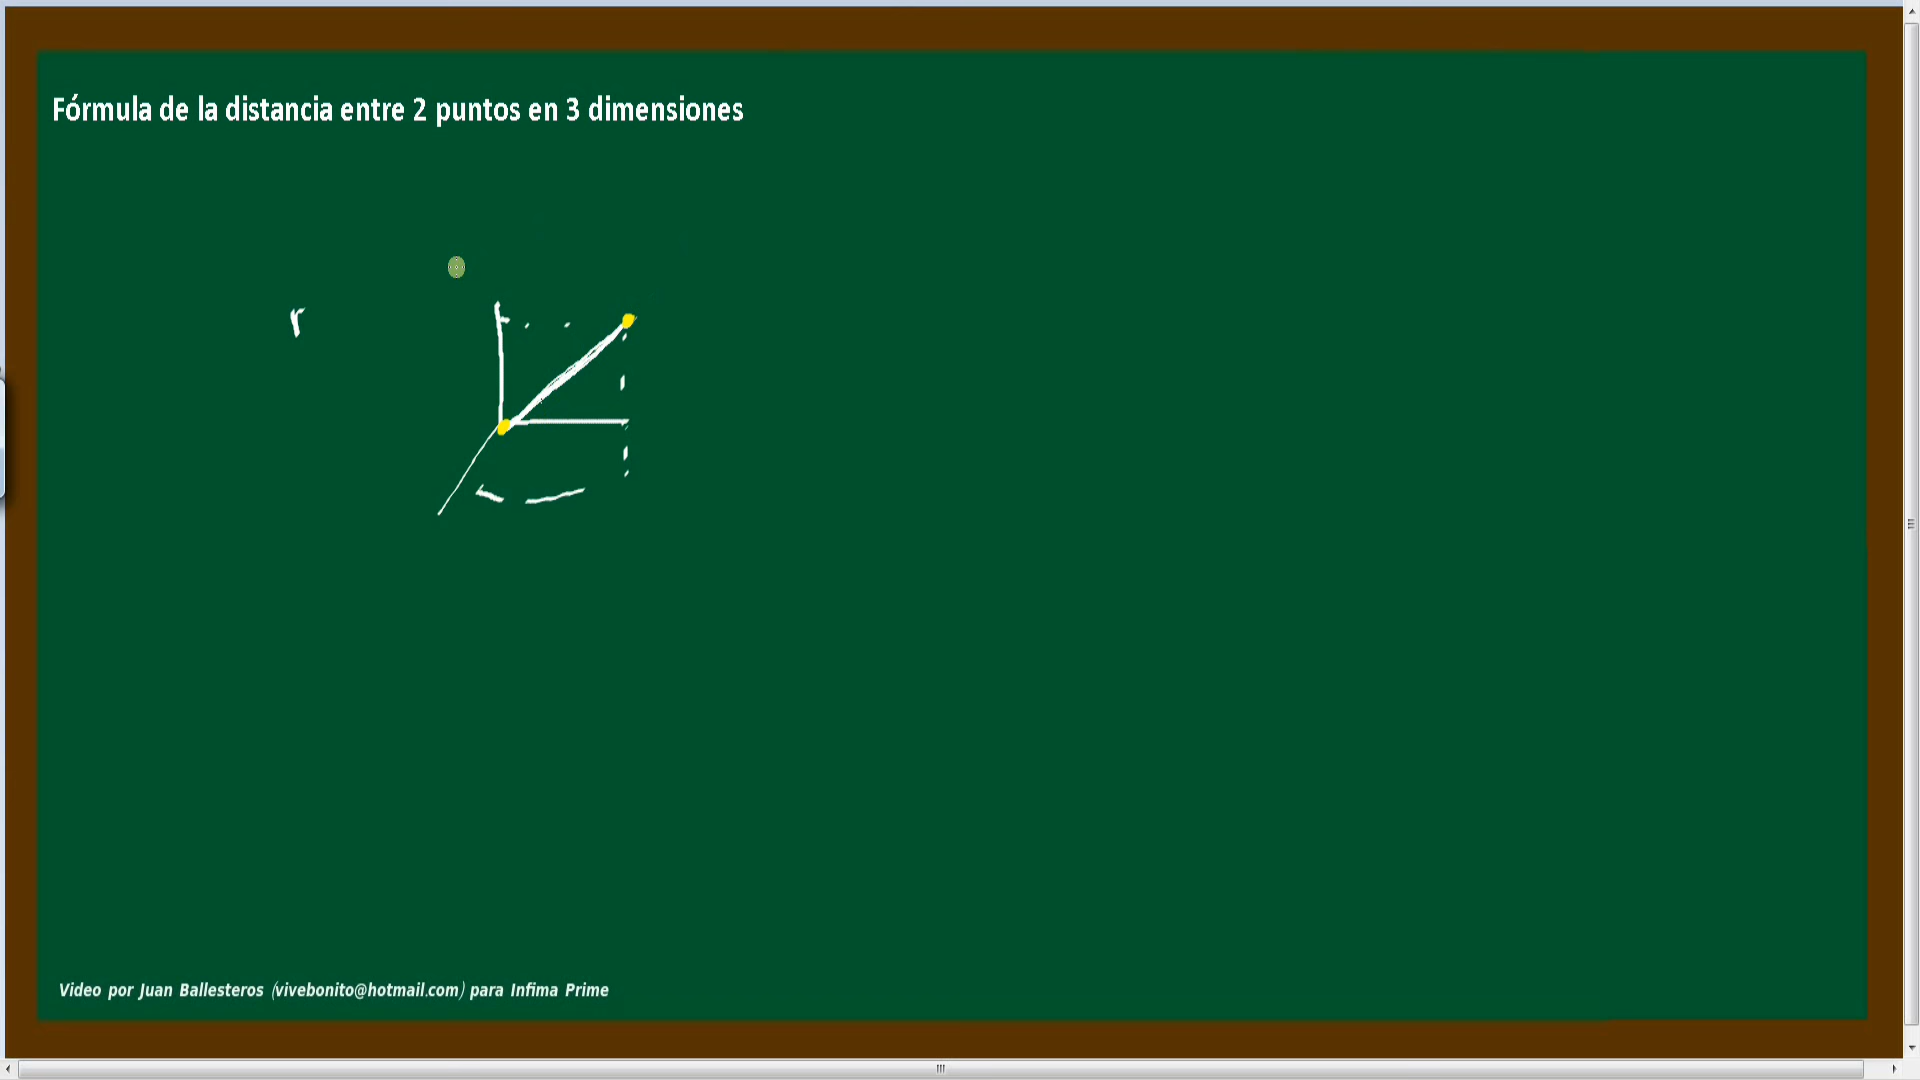 Fórmula de la distancia entre 2 puntos en 3 dimensiones
r
Video por Juan Ballesteros (vivebonito@hotmail.com) para Infima Prime